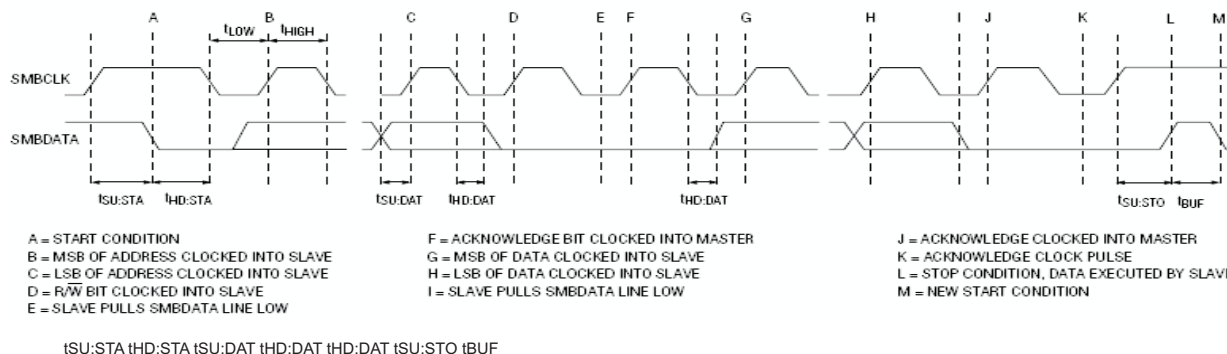 A B C D E F G H I J K L M
tLOW tHIGH
SMBCLK
SMBDATA
tSU:STA tHD:STA tSU:DAT tHD:DAT tHD:DAT tSU:STO tBUF
A = START CONDITION
B = MSB OF ADDRESS CLOCKED INTO SLAVE
C = LSB OF ADDRESS CLOCKED INTO SLAVE
D = R/W̅ BIT CLOCKED INTO SLAVE
E = SLAVE PULLS SMBDATA LINE LOW
F = ACKNOWLEDGE BIT CLOCKED INTO MASTER
G = MSB OF DATA CLOCKED INTO SLAVE
H = LSB OF DATA CLOCKED INTO SLAVE
I = SLAVE PULLS SMBDATA LINE LOW
J = ACKNOWLEDGE CLOCKED INTO MASTER
K = ACKNOWLEDGE CLOCK PULSE
L = STOP CONDITION, DATA EXECUTED BY SLAVE
M = NEW START CONDITION
tSU:STA tHD:STA tSU:DAT tHD:DAT tHD:DAT tSU:STO tBUF